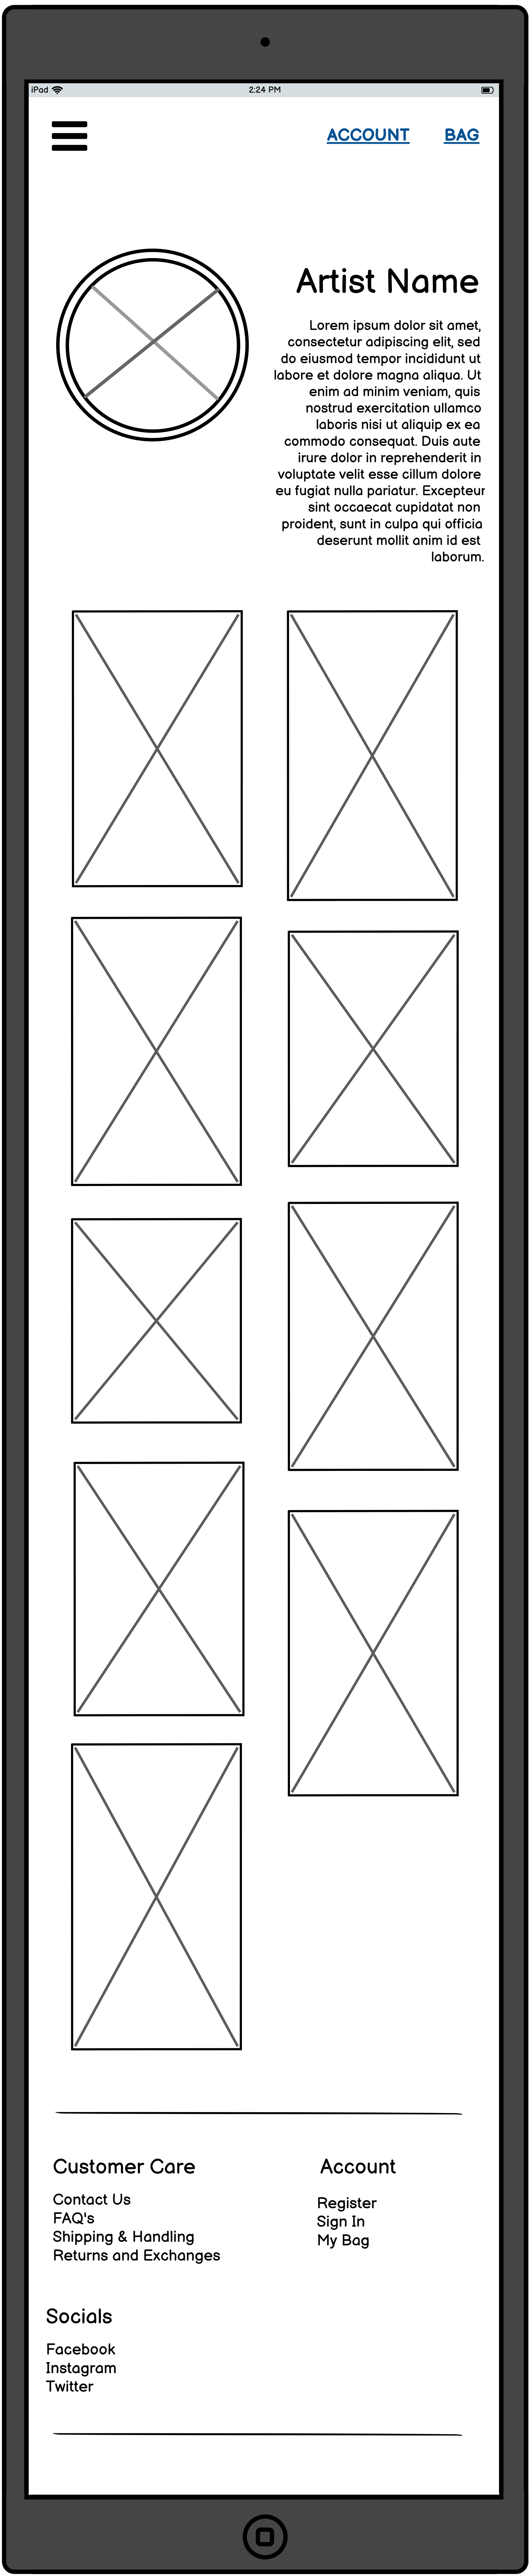 iPad 2:24 PM
ACCOUNT BAG
Artist Name
Lorem ipsum dolor sit amet,
consectetur adipiscing elit, sed
do eiusmod tempor incididunt ut
labore et dolore magna aliqua. Ut
enim ad minim veniam, quis
nostrud exercitation ullamco
laboris nisi ut aliquip ex ea
commodo consequat. Duis aute
irure dolor in reprehenderit in
voluptate velit esse cillum dolore
eu fugiat nulla pariatur. Excepteur
sint occaecat cupidatat non
proident, sunt in culpa qui officia
deserunt mollit anim id est
laborum.
Customer Care
Contact Us
FAQ's
Shipping & Handling
Returns and Exchanges
Account
Register
Sign In
My Bag
Socials
Facebook
Instagram
Twitter